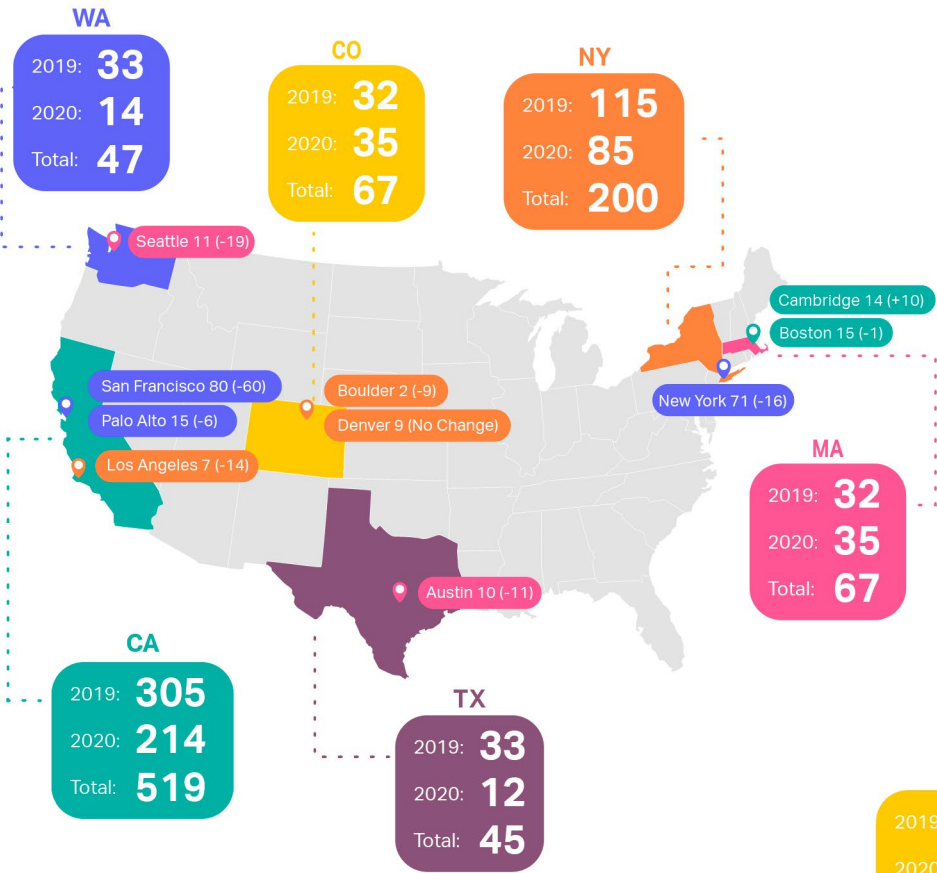 WA
2019: 33
2020: 14
Total: 47
CO
2019: 32
2020: 35
Total: 67
NY
2019: 115
2020: 85
Total: 200
Seattle 11 (-19)
Cambridge 14 (+10)
Boston 15 (-1)
San Francisco 80 (-60)
Palo Alto 15 (-6)
Los Angeles 7 (-14)
Boulder 2 (-9)
Denver 9 (No Change)
New York 71 (-16)
MA
2019: 32
2020: 35
Total: 67
Austin 10 (-11)
CA
2019: 305
2020: 214
Total: 519
TX
2019: 33
2020: 12
Total: 45
2019
2020